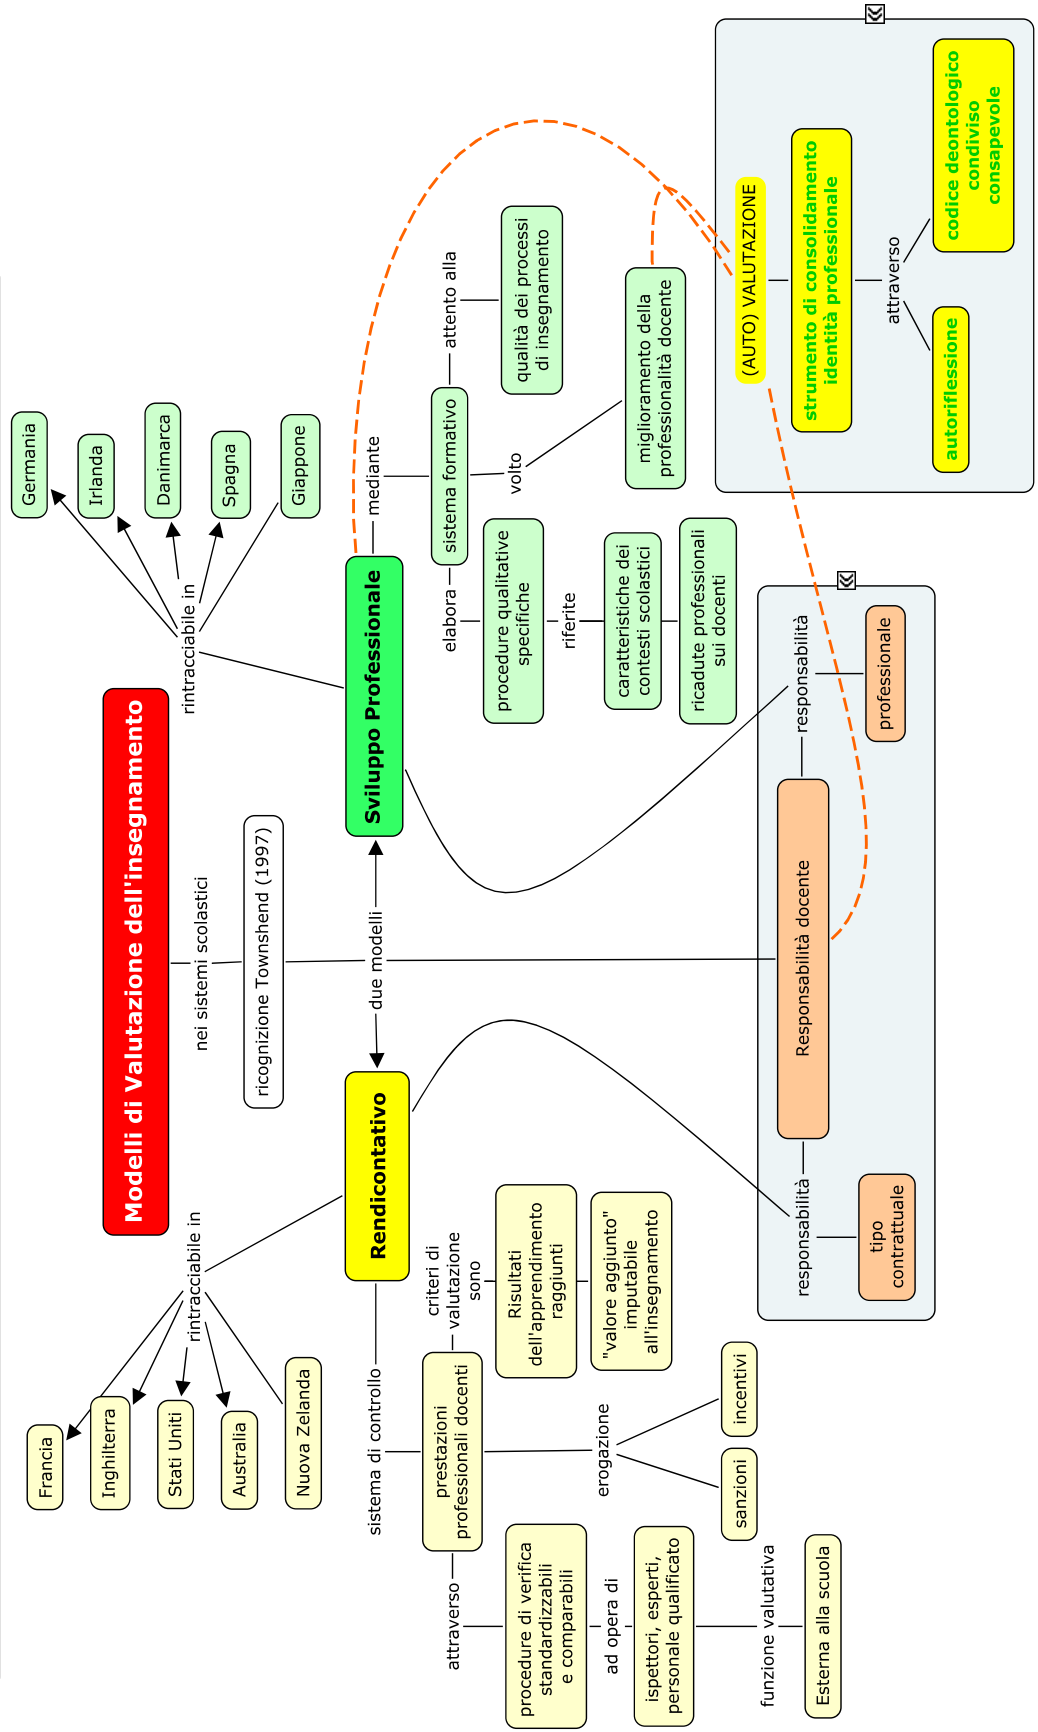 Modelli di Valutazione dell'insegnamento
nei sistemi scolastici
ricognizione Townshend (1997)
due modelli
Rendicontativo
rintracciabile in
Francia
Inghilterra
Stati Uniti
Australia
Nuova Zelanda
sistema di controllo
prestazioni
professionali docenti
criteri di
valutazione
sono
Risultati
dell'apprendimento
raggiunti
"valore aggiunto"
imputabile
all'insegnamento
attraverso
procedure di verifica
standardizzabili
e comparabili
ad opera di
ispettori, esperti,
personale qualificato
funzione valutativa
Esterna alla scuola
erogazione
sanzioni
incentivi
Sviluppo Professionale
rintracciabile in
Germania
Irlanda
Danimarca
Spagna
Giappone
mediante
sistema formativo
elabora
procedure qualitative
specifiche
riferite
caratteristiche dei
contesti scolastici
ricadute professionali
sui docenti
attento alla
qualità dei processi
di insegnamento
volto
miglioramento della
professionalità docente
Responsabilità docente
responsabilità
tipo
contrattuale
responsabilità
professionale
(AUTO) VALUTAZIONE
strumento di consolidamento
identità professionale
attraverso
autoriflessione
codice deontologico
condiviso
consapevole